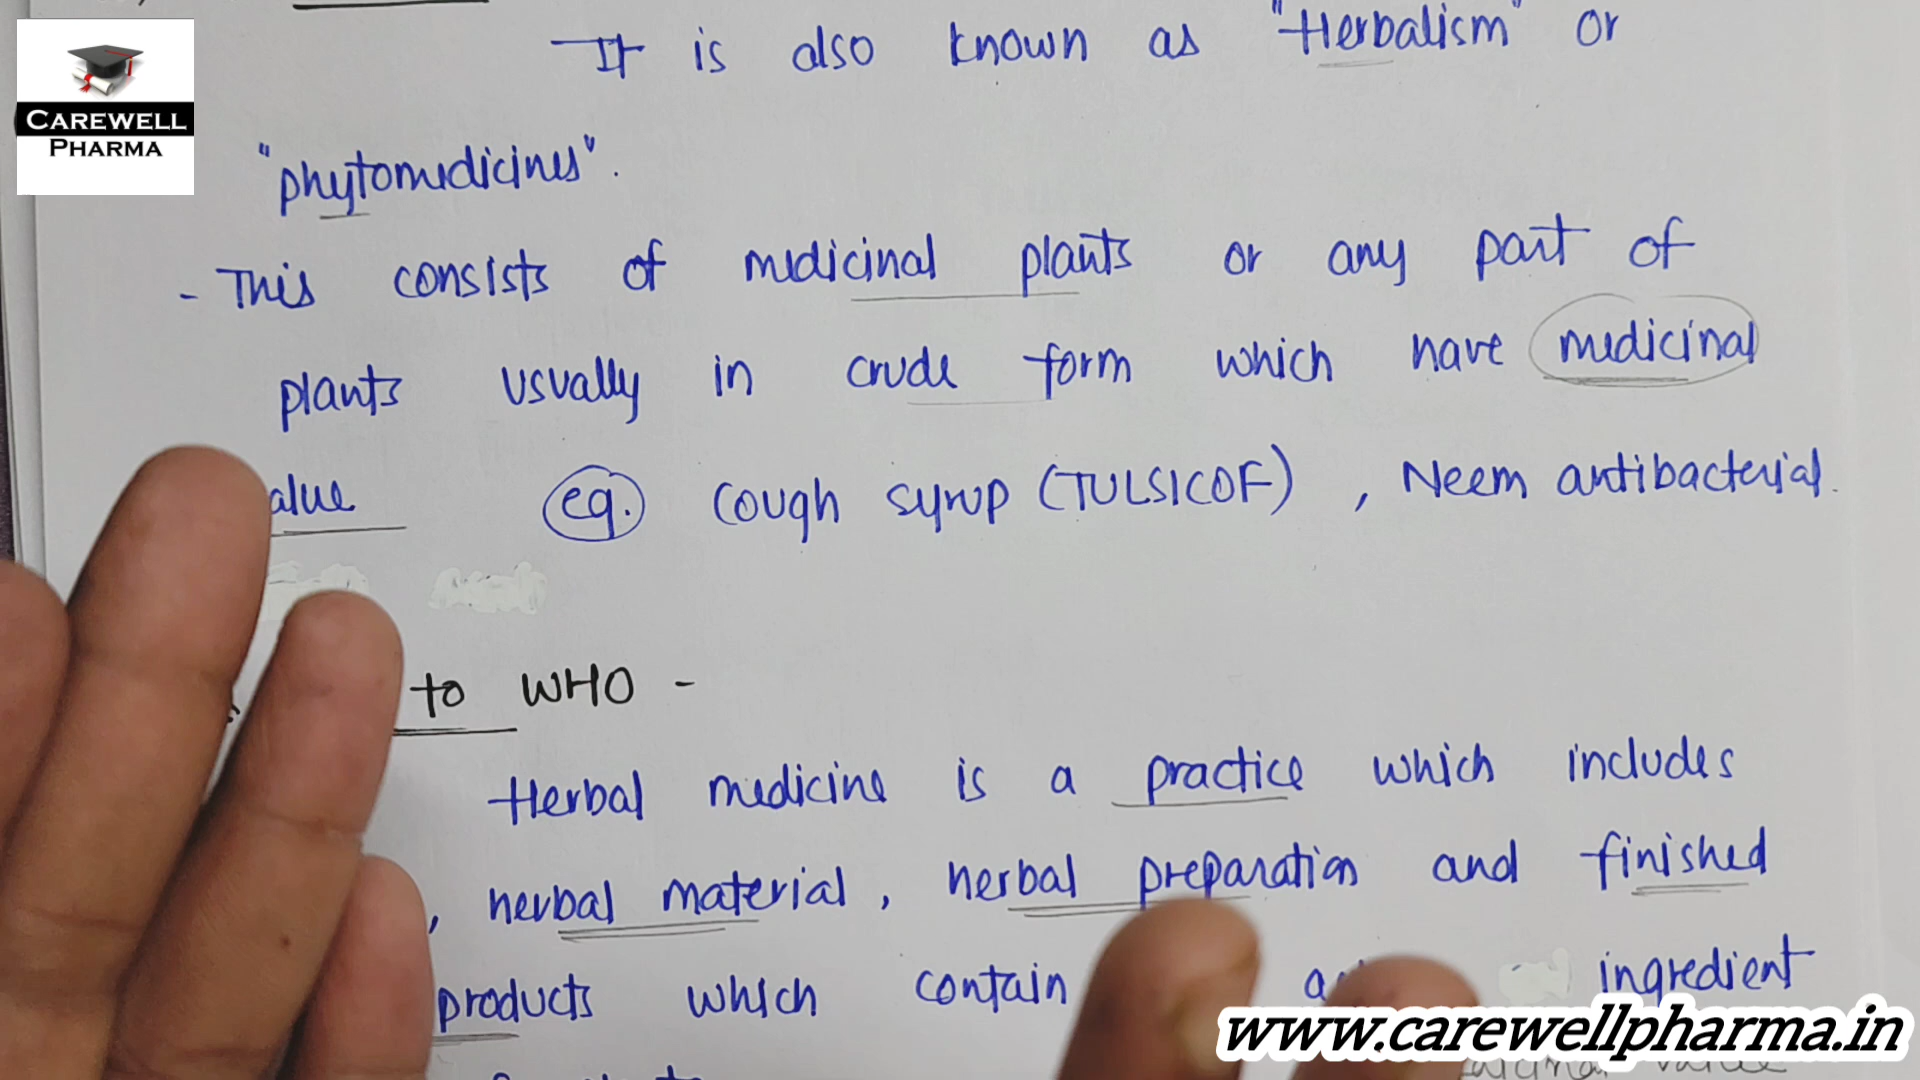 CAREWELL
PHARMA
It is also known as "Herbalism" or
"phytomedicines".
- This consists of medicinal plants or any part of
plants usually in crude form which have medicinal
alue eg. Cough syrup (TULSICOF), Neem antibacterial.
to WHO -
Herbal medicine is a practice which includes
, herbal material, herbal preparation and finished
products which contain ingredient
www.carewellpharma.in
value